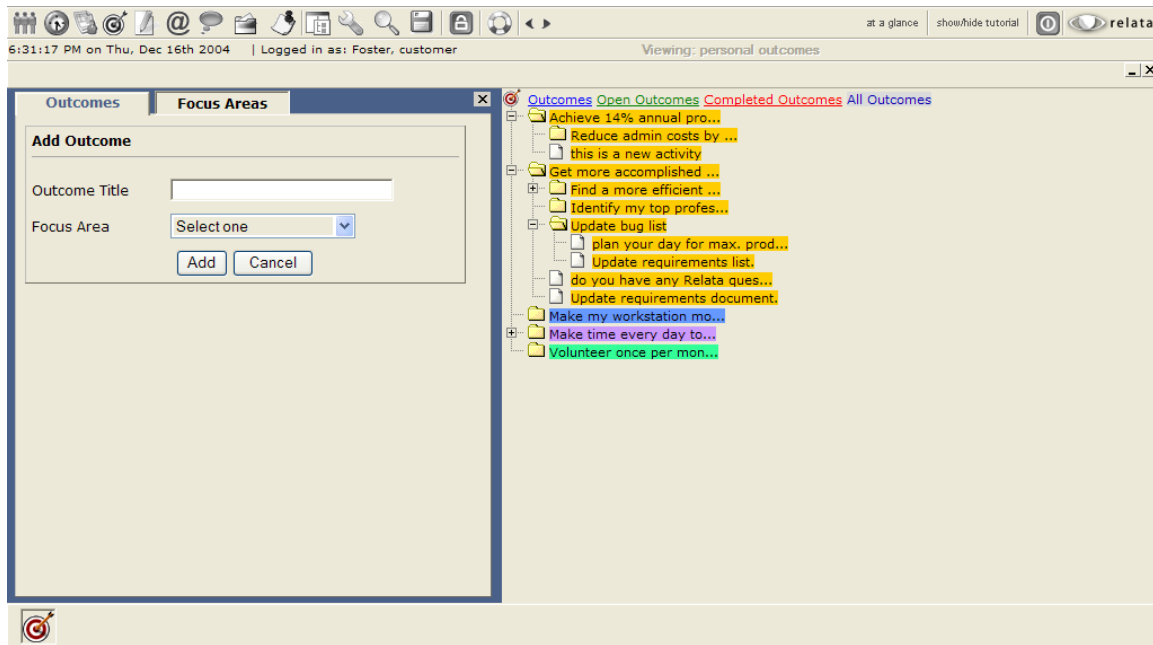 at a glance show/hide tutorial relata
6:31:17 PM on Thu, Dec 16th 2004 | Logged in as: Foster, customer Viewing: personal outcomes
Outcomes Focus Areas
Add Outcome
Outcome Title
Focus Area Select one
Add Cancel
Outcomes Open Outcomes Completed Outcomes All Outcomes
Achieve 14% annual pro...
Reduce admin costs by ...
this is a new activity
Get more accomplished ...
Find a more efficient ...
Identify my top profes...
Update bug list
plan your day for max. prod...
Update requirements list.
do you have any Relata ques...
Update requirements document.
Make my workstation mo...
Make time every day to...
Volunteer once per mon...